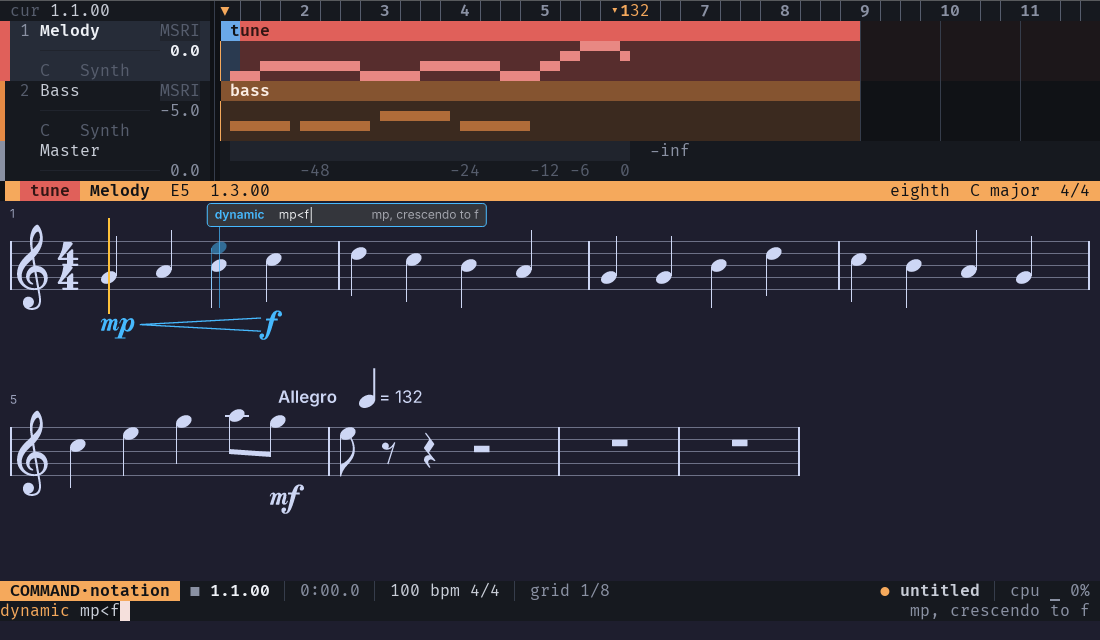 cur 1.1.00 2 3 4 5 132 7 8 9 10 11
1 Melody MSRI tune
0.0
C Synth
2 Bass MSRI bass
-5.0
C Synth
Master -inf
0.0 -48 -24 -12 -6 0
tune Melody E5 1.3.00 eighth C major 4/4
dynamic mp<f mp, crescendo to f
1
4
4
mp f
Allegro = 132
5
mf
COMMAND·notation 1.1.00 0:00.0 100 bpm 4/4 grid 1/8 untitled cpu _ 0%
dynamic mp<f mp, crescendo to f